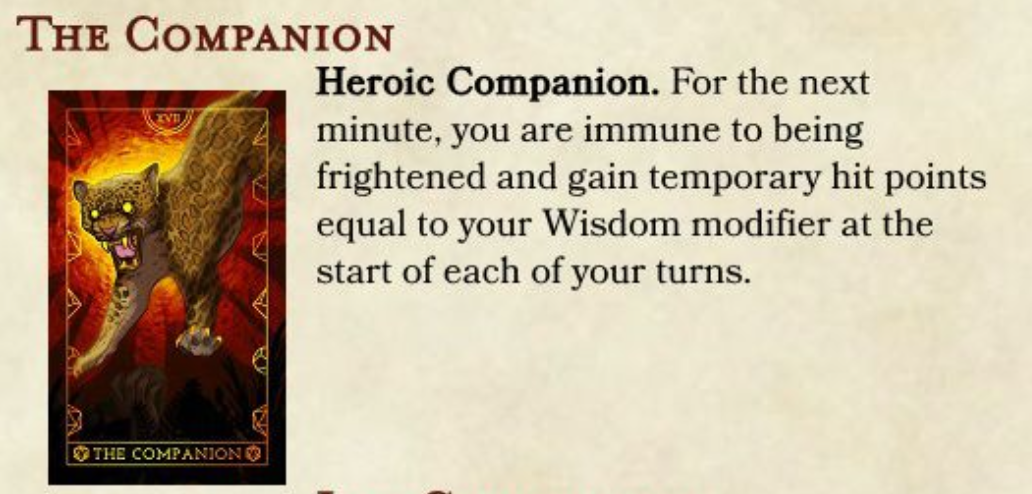 THE COMPANION
Heroic Companion. For the next
minute, you are immune to being
frightened and gain temporary hit points
equal to your Wisdom modifier at the
start of each of your turns.
XVII
THE COMPANION